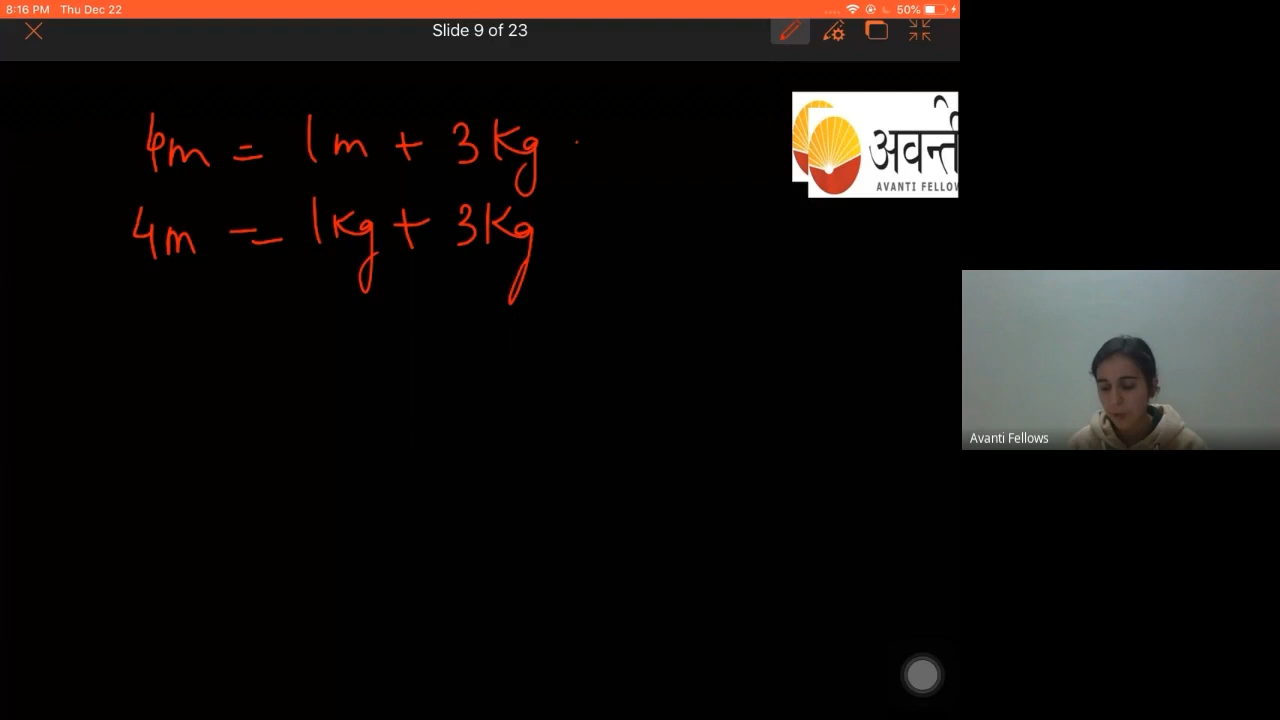 8:16 PM Thu Dec 22
50%
Slide 9 of 23
4m = 1m + 3kg
4m = 1kg + 3kg
अवन्ती
AVANTI FELLOW
Avanti Fellows